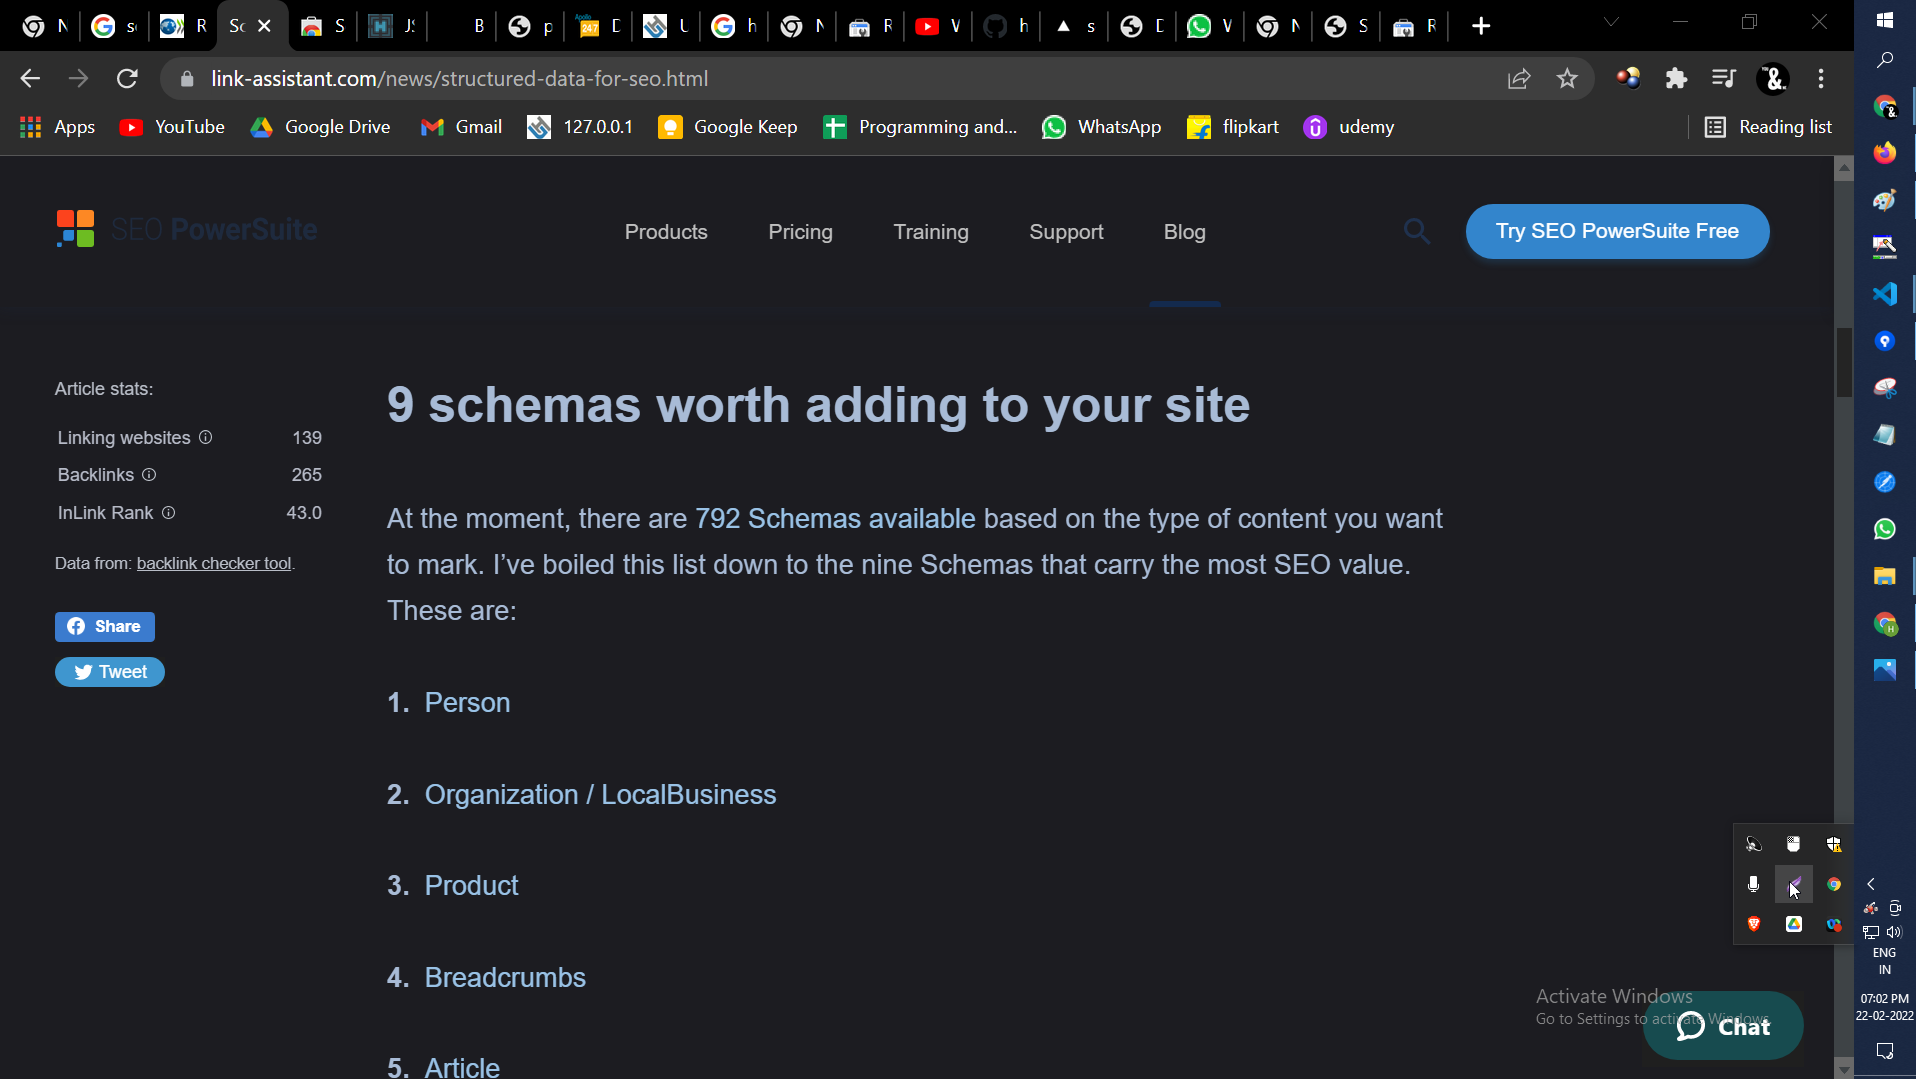 N
G
R
Sc
S
JS
B
p
D
U
h
N
R
V
h
s
D
V
N
S
R
link-assistant.com/news/structured-data-for-seo.html
Apps
YouTube
Google Drive
Gmail
127.0.0.1
Google Keep
Programming and...
WhatsApp
flipkart
udemy
Reading list
SEO PowerSuite
Products
Pricing
Training
Support
Blog
Try SEO PowerSuite Free
Article stats:
Linking websites 139
Backlinks 265
InLink Rank 43.0
Data from: backlink checker tool.
Share
Tweet
9 schemas worth adding to your site
At the moment, there are 792 Schemas available based on the type of content you want
to mark. I’ve boiled this list down to the nine Schemas that carry the most SEO value.
These are:
1. Person
2. Organization / LocalBusiness
3. Product
4. Breadcrumbs
5. Article
Activate Windows
Go to Settings to activate Windows.
Chat
ENG
IN
07:02 PM
22-02-2022